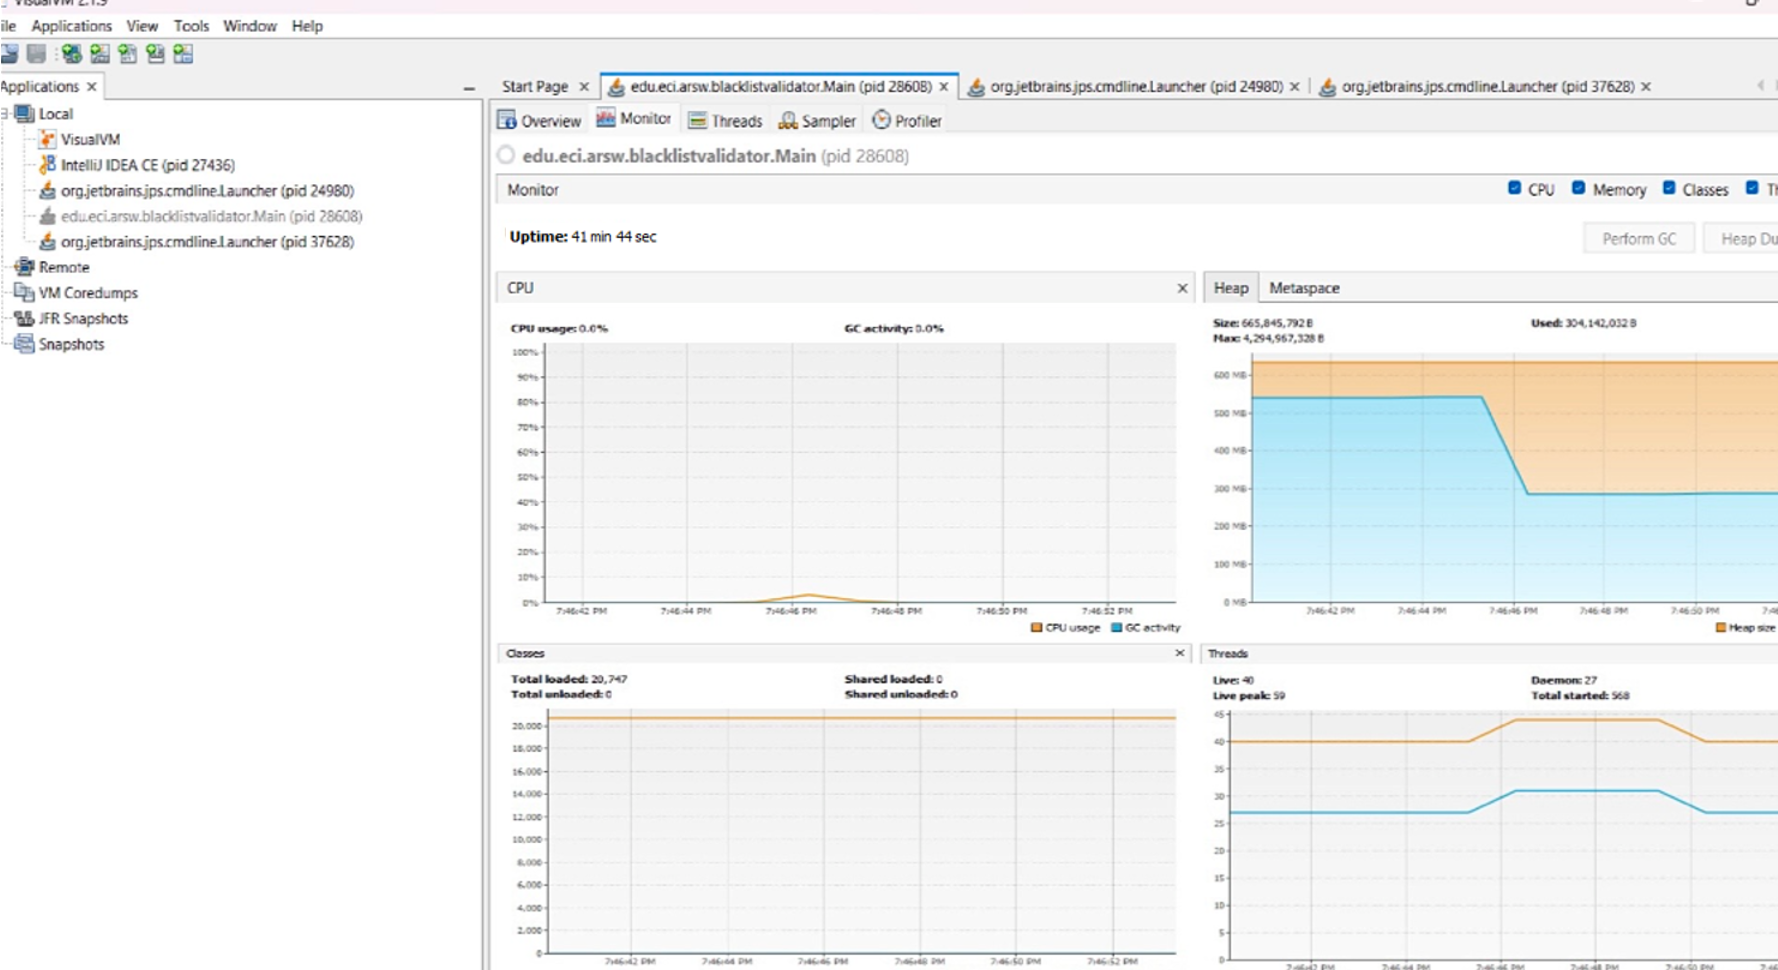 VisualVM 2.1.9
ile Applications View Tools Window Help
Applications
Start Page
edu.eci.arsw.blacklistvalidator.Main (pid 28608)
org.jetbrains.jps.cmdline.Launcher (pid 24980)
org.jetbrains.jps.cmdline.Launcher (pid 37628)
Local
VisualVM
IntelliJ IDEA CE (pid 27436)
org.jetbrains.jps.cmdline.Launcher (pid 24980)
edu.eci.arsw.blacklistvalidator.Main (pid 28608)
org.jetbrains.jps.cmdline.Launcher (pid 37628)
Remote
VM Coredumps
JFR Snapshots
Snapshots
Overview Monitor Threads Sampler Profiler
edu.eci.arsw.blacklistvalidator.Main (pid 28608)
Monitor
CPU Memory Classes Th
Uptime: 41 min 44 sec
Perform GC Heap Du
CPU
CPU usage: 0.0% GC activity: 0.0%
100%
90%
80%
70%
60%
50%
40%
30%
20%
10%
0%
7:46:42 PM 7:46:44 PM 7:46:46 PM 7:46:48 PM 7:46:50 PM 7:46:52 PM
CPU usage GC activity
Heap Metaspace
Size: 665,845,792 B Used: 304,142,032 B
Max: 4,294,967,328 B
600 MB
500 MB
400 MB
300 MB
200 MB
100 MB
0 MB
7:46:42 PM 7:46:44 PM 7:46:46 PM 7:46:48 PM 7:46:50 PM 7:46
Heap size
Classes
Total loaded: 20,747 Shared loaded: 0
Total unloaded: 0 Shared unloaded: 0
20,000
18,000
16,000
14,000
12,000
10,000
8,000
6,000
4,000
2,000
0
7:46:42 PM 7:46:44 PM 7:46:46 PM 7:46:48 PM 7:46:50 PM 7:46:52 PM
Threads
Live: 40 Daemon: 27
Live peak: 59 Total started: 568
45
40
35
30
25
20
15
10
5
0
7:46:42 PM 7:46:44 PM 7:46:46 PM 7:46:48 PM 7:46:50 PM 7:46